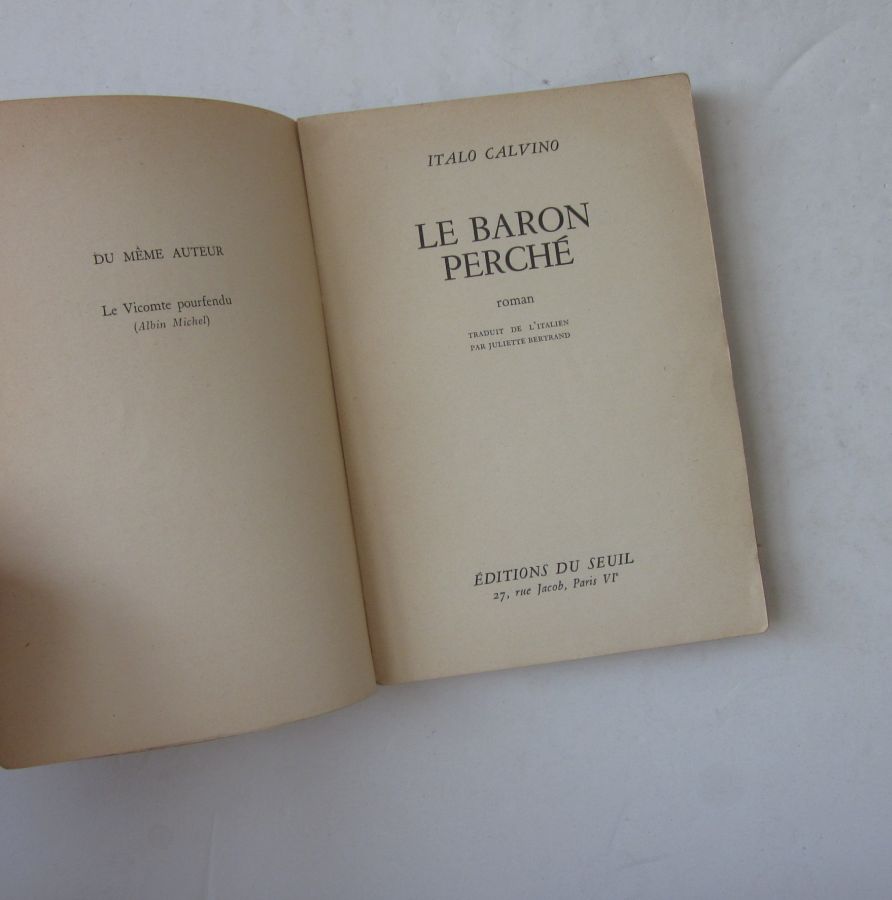 DU MÊME AUTEUR
Le Vicomte pourfendu
(Albin Michel)
ITALO CALVINO
LE BARON
PERCHÉ
roman
TRADUIT DE L'ITALIEN
PAR JULIETTE BERTRAND
ÉDITIONS DU SEUIL
27, rue Jacob, Paris VIe